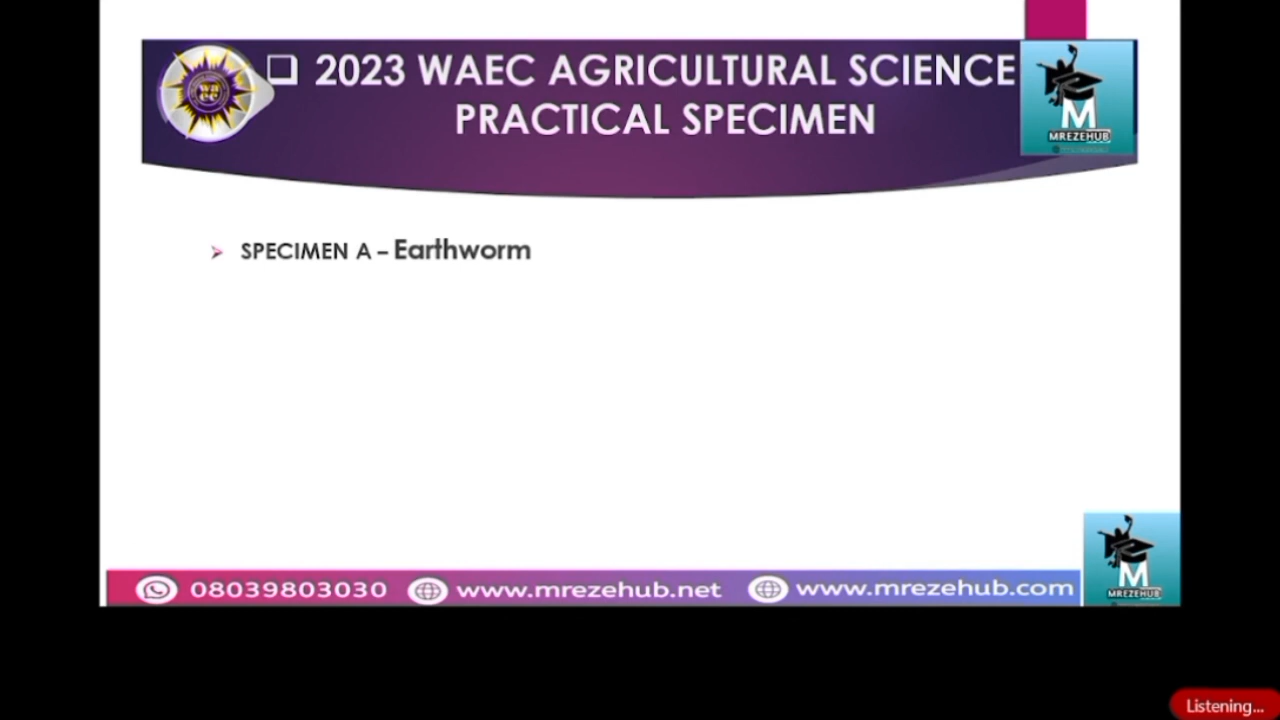 ❑ 2023 WAEC AGRICULTURAL SCIENCE
PRACTICAL SPECIMEN
M
MREZEHUB
➢ SPECIMEN A – Earthworm
M
MREZEHUB
08039803030 www.mrezehub.net www.mrezehub.com
Listening...